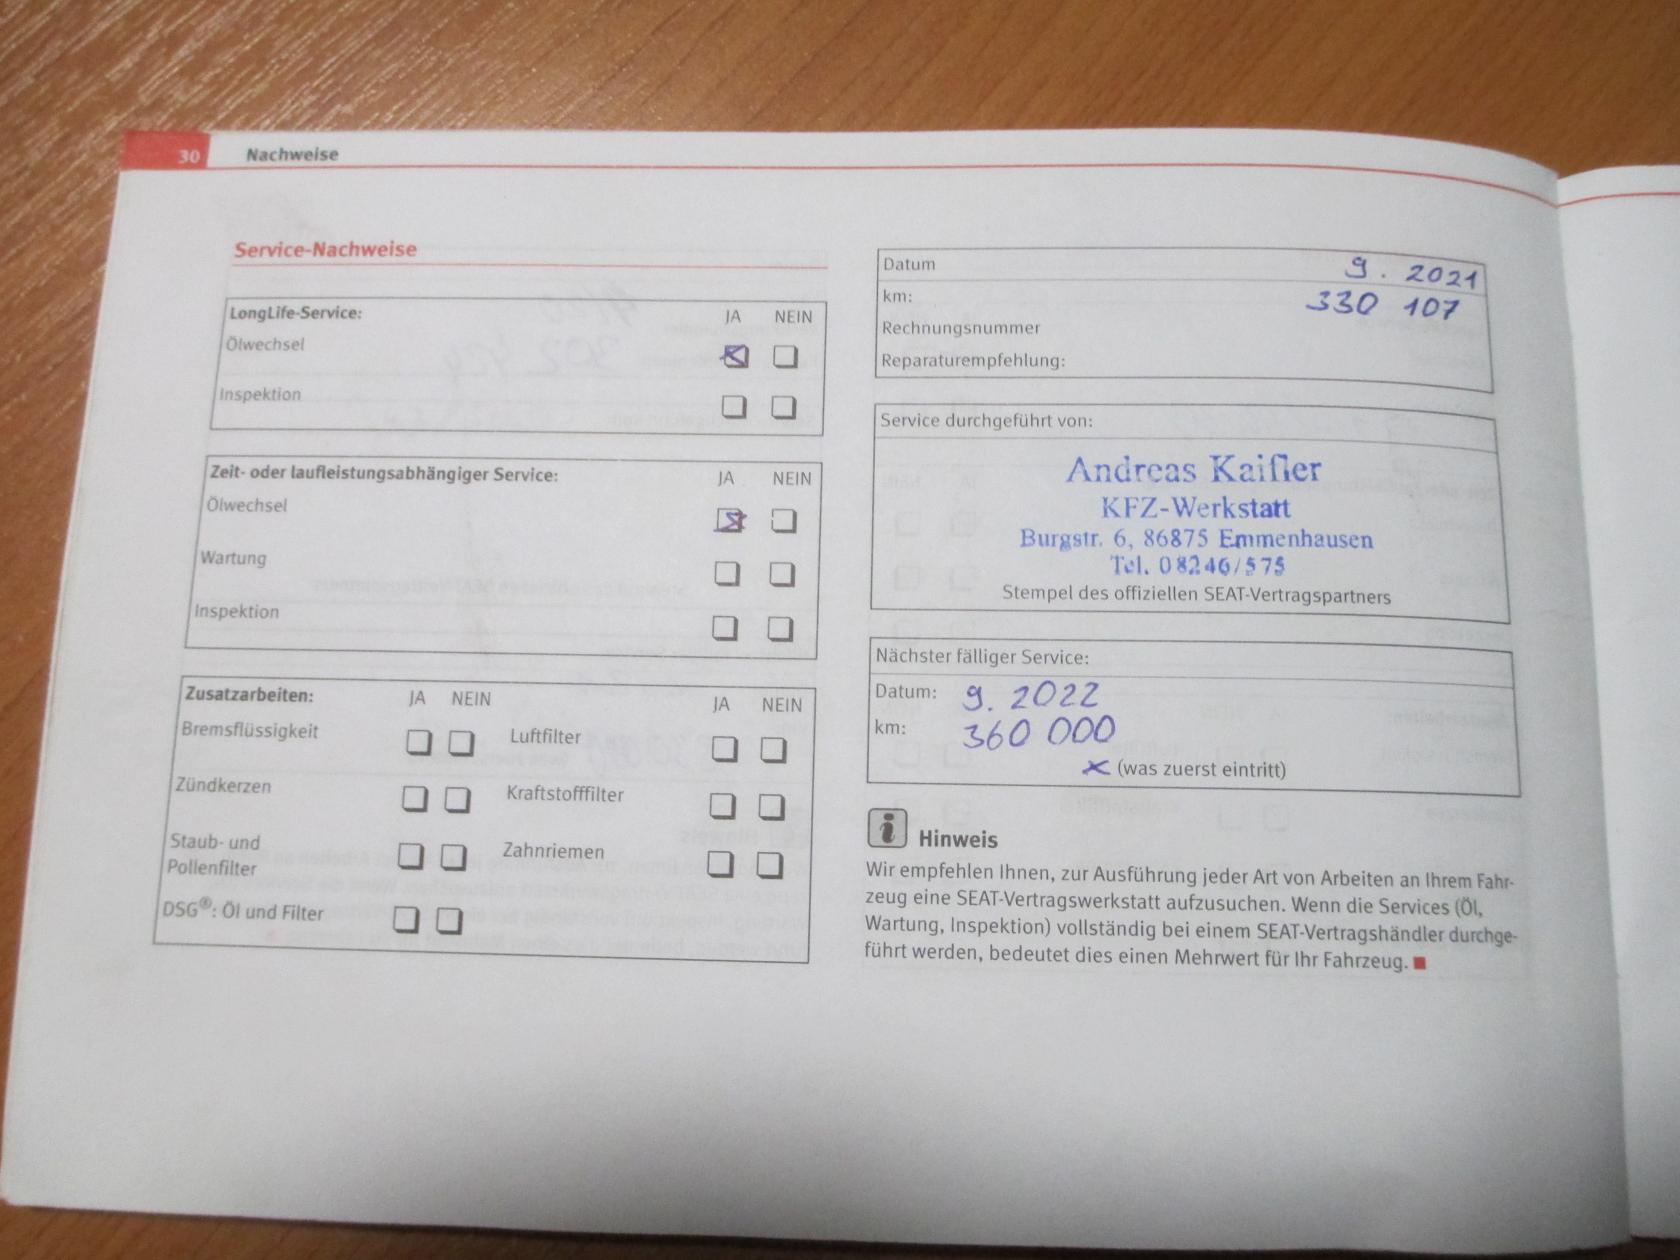 30 Nachweise
Service-Nachweise
LongLife-Service: JA NEIN
Ölwechsel
Inspektion
Zeit- oder laufleistungsabhängiger Service: JA NEIN
Ölwechsel
Wartung
Inspektion
Zusatzarbeiten: JA NEIN JA NEIN
Bremsflüssigkeit Luftfilter
Zündkerzen Kraftstofffilter
Staub- und
Pollenfilter Zahnriemen
DSG®: Öl und Filter
Datum 9. 2021
km: 330 107
Rechnungsnummer
Reparaturempfehlung:
Service durchgeführt von:
Andreas Kaifler
KFZ-Werkstatt
Burgstr. 6, 86875 Emmenhausen
Tel. 08246/575
Stempel des offiziellen SEAT-Vertragspartners
Nächster fälliger Service:
Datum: 9. 2022
km: 360 000
(was zuerst eintritt)
Hinweis
Wir empfehlen Ihnen, zur Ausführung jeder Art von Arbeiten an Ihrem Fahr-
zeug eine SEAT-Vertragswerkstatt aufzusuchen. Wenn die Services (Öl,
Wartung, Inspektion) vollständig bei einem SEAT-Vertragshändler durchge-
führt werden, bedeutet dies einen Mehrwert für Ihr Fahrzeug.